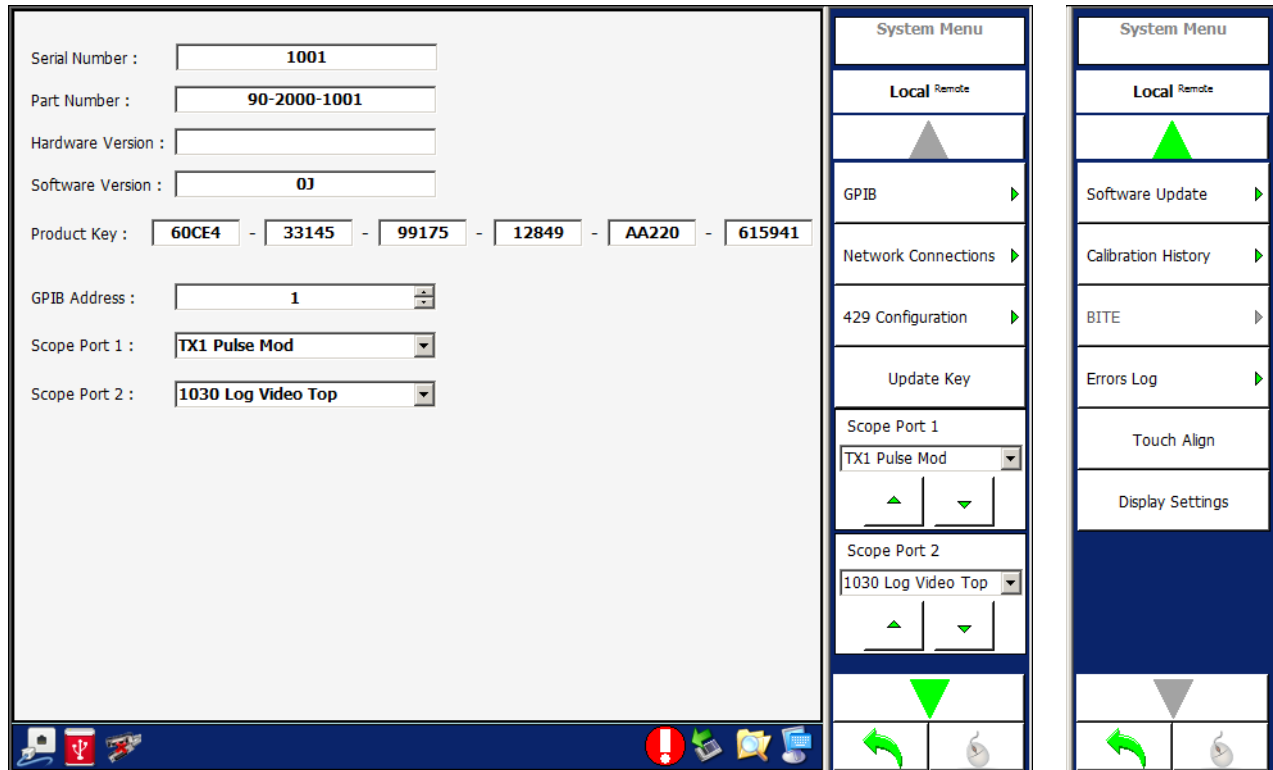 Serial Number : 1001
Part Number : 90-2000-1001
Hardware Version :
Software Version : 0J
Product Key : 60CE4 - 33145 - 99175 - 12849 - AA220 - 615941
GPIB Address : 1
Scope Port 1 : TX1 Pulse Mod
Scope Port 2 : 1030 Log Video Top
System Menu
Local Remote
GPIB
Network Connections
429 Configuration
Update Key
Scope Port 1
TX1 Pulse Mod
Scope Port 2
1030 Log Video Top
System Menu
Local Remote
Software Update
Calibration History
BITE
Errors Log
Touch Align
Display Settings